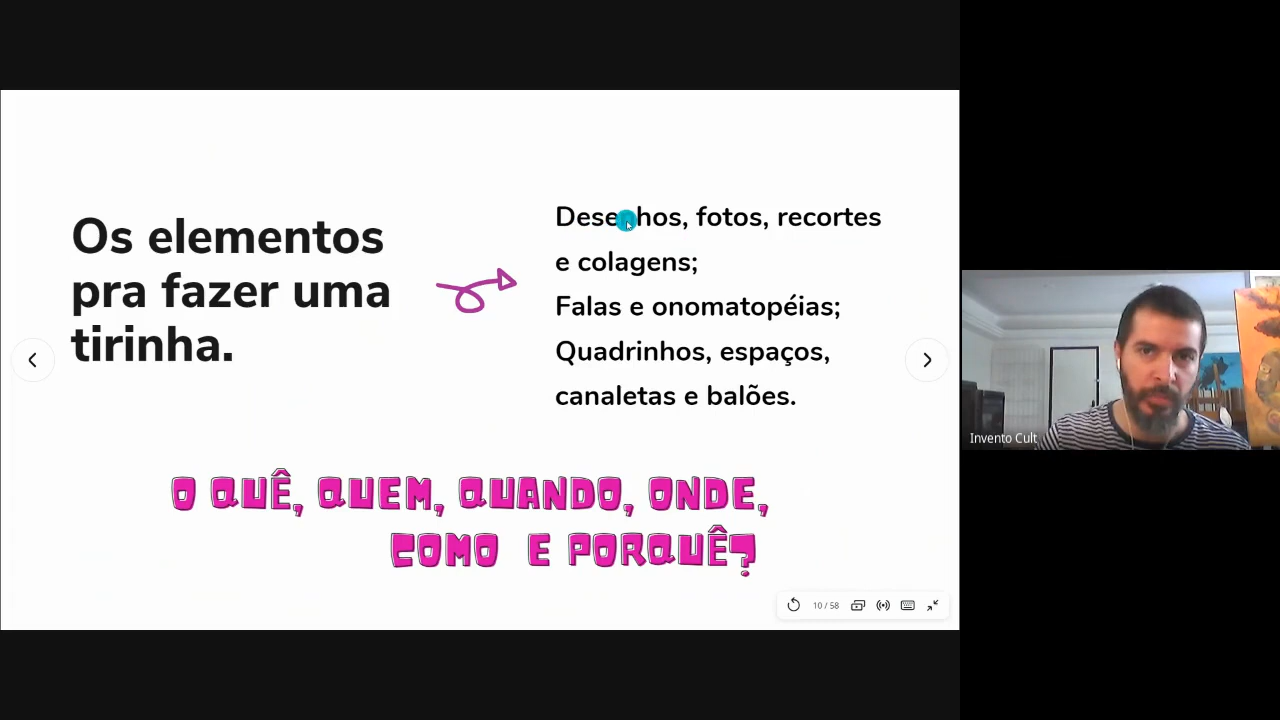 Os elementos
pra fazer uma
tirinha.
Desenhos, fotos, recortes
e colagens;
Falas e onomatopéias;
Quadrinhos, espaços,
canaletas e balões.
O QUÊ, QUEM, QUANDO, ONDE,
COMO E PORQUÊ?
10 / 58
Invento Cult